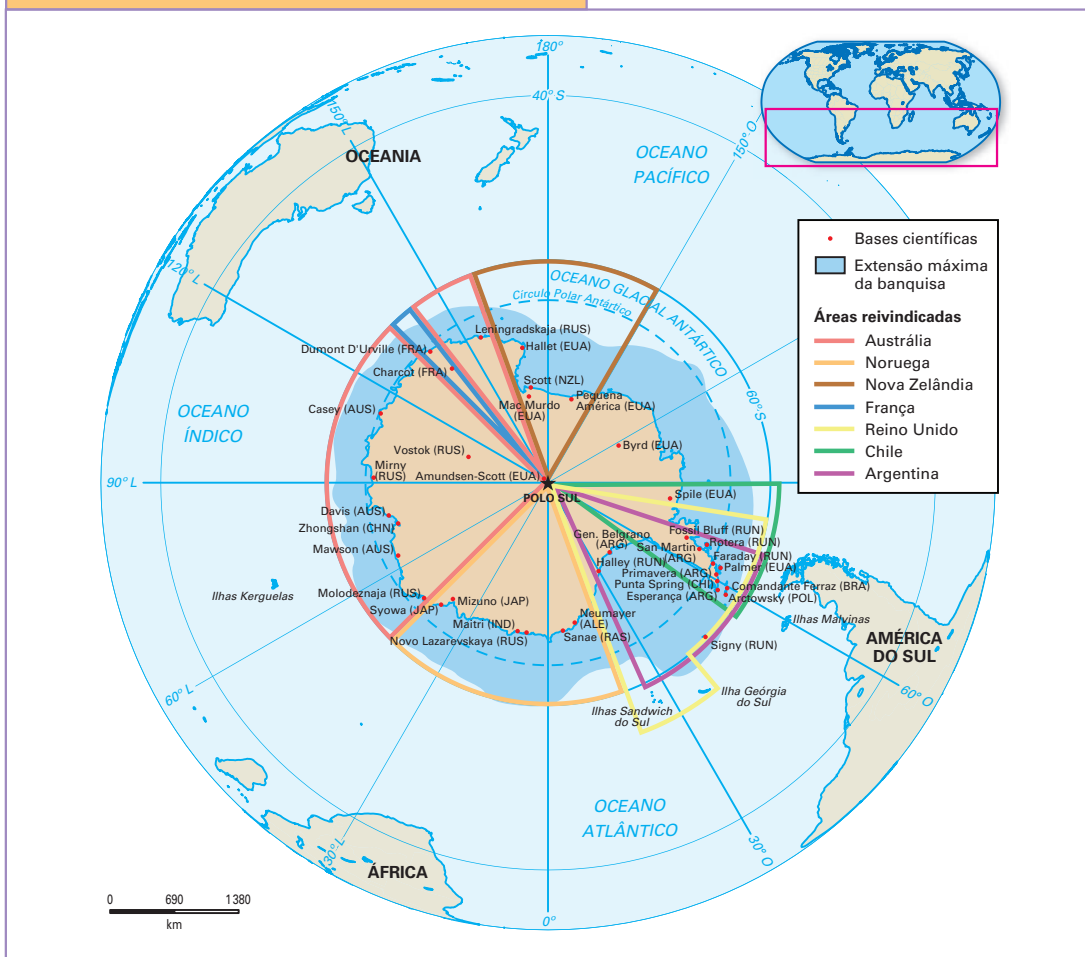 180°
40° S
150° L
OCEANIA
OCEANO
PACÍFICO
150° O
120° L
OCEANO GLACIAL ANTÁRTICO
Círculo Polar Antártico
60° S
Bases científicas
Extensão máxima
da banquisa
Áreas reivindicadas
Austrália
Noruega
Nova Zelândia
França
Reino Unido
Chile
Argentina
Leningradskaja (RUS)
Dumont D'Urville (FRA)
Hallet (EUA)
Charcot (FRA)
Scott (NZL)
Mac Murdo
(EUA)
Pequena
América (EUA)
OCEANO
ÍNDICO
Casey (AUS)
Byrd (EUA)
Vostok (RUS)
Mirny
(RUS)
Amundsen-Scott (EUA)
90° L
POLO SUL
Spile (EUA)
Davis (AUS)
Zhongshan (CHN)
Mawson (AUS)
Gen. Belgrano
(ARG)
Fossil Bluff (RUN)
Rotera (RUN)
San Martin
(ARG)
Faraday (RUN)
Halley (RUN)
Palmer (EUA)
Primavera (ARG)
Punta Spring (CHI)
Comandante Ferraz (BRA)
Esperança (ARG)
Arctowsky (POL)
Ilhas Kerguelas
Molodeznaja (RUS)
Syowa (JAP)
Mizuno (JAP)
Maitri (IND)
Novo Lazarevskaya (RUS)
Neumayer
(ALE)
Sanae (RAS)
Signy (RUN)
Ilhas Malvinas
AMÉRICA
DO SUL
60° L
60° O
Ilhas Sandwich
do Sul
Ilha Geórgia
do Sul
OCEANO
ATLÂNTICO
30° L
30° O
ÁFRICA
0°
0 690 1380
km